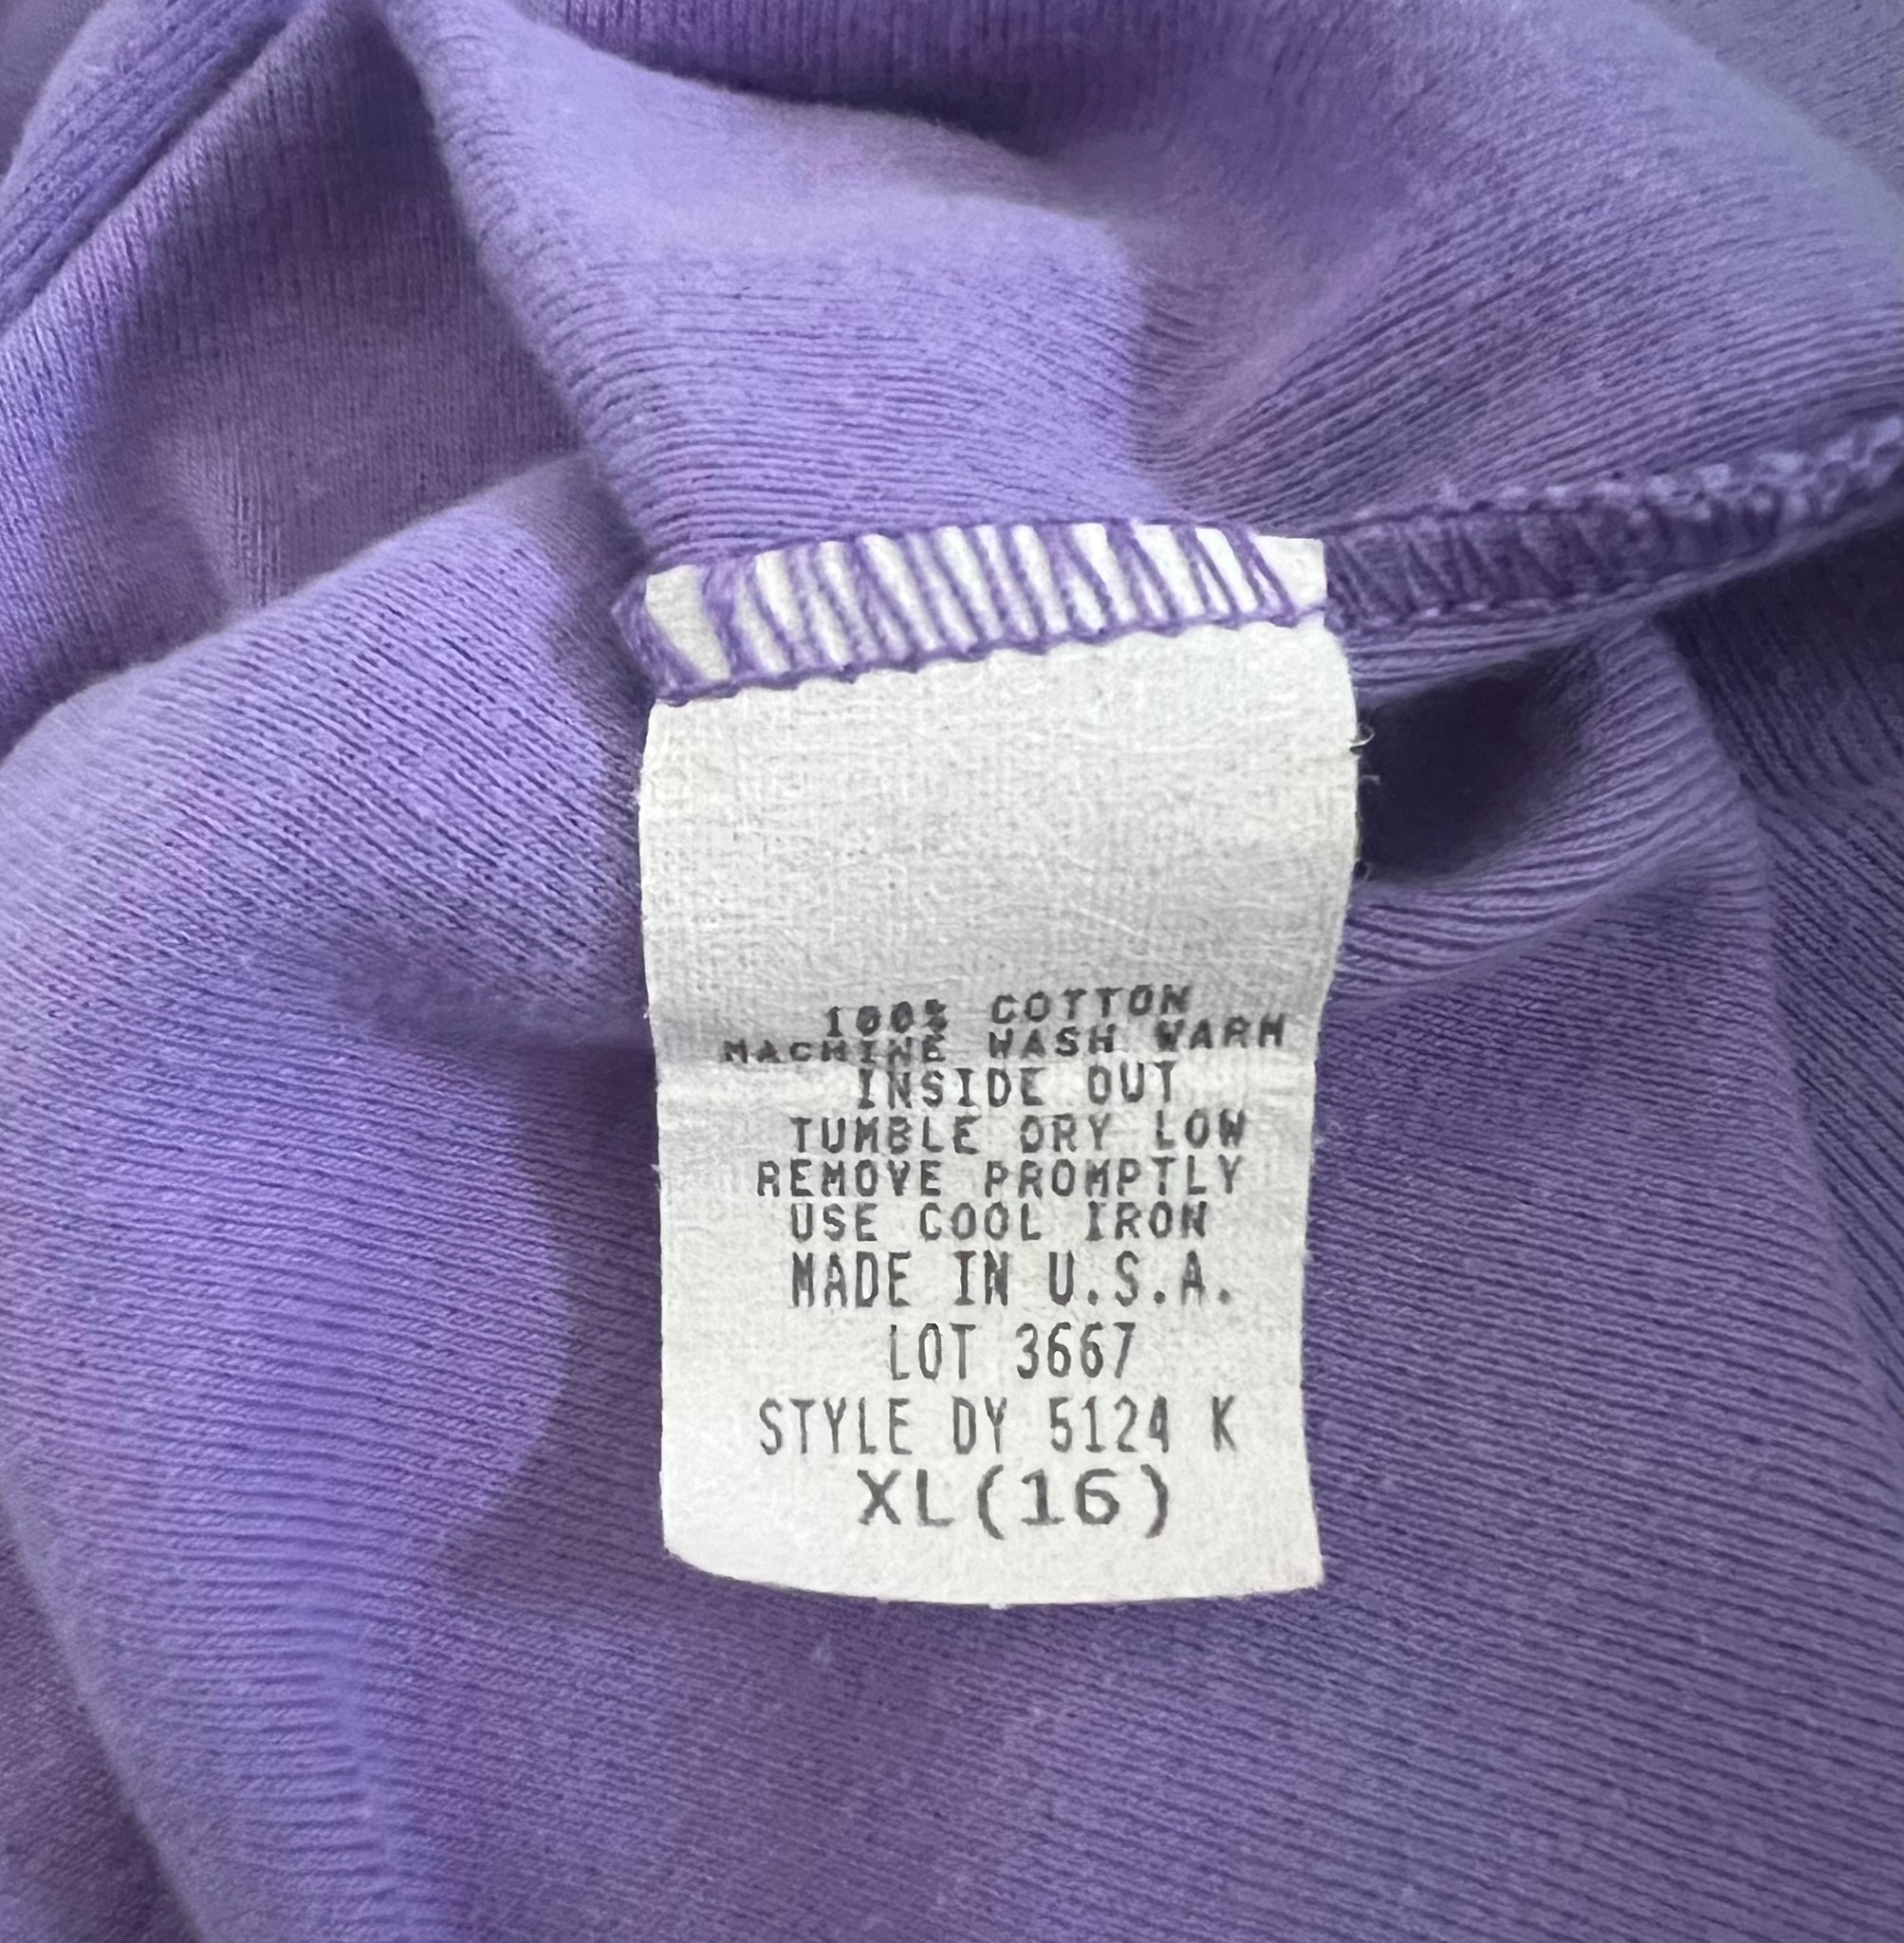 100% COTTON
MACHINE WASH WARM
INSIDE OUT
TUMBLE DRY LOW
REMOVE PROMPTLY
USE COOL IRON
MADE IN U.S.A.
LOT 3667
STYLE DY 5124 K
XL(16)